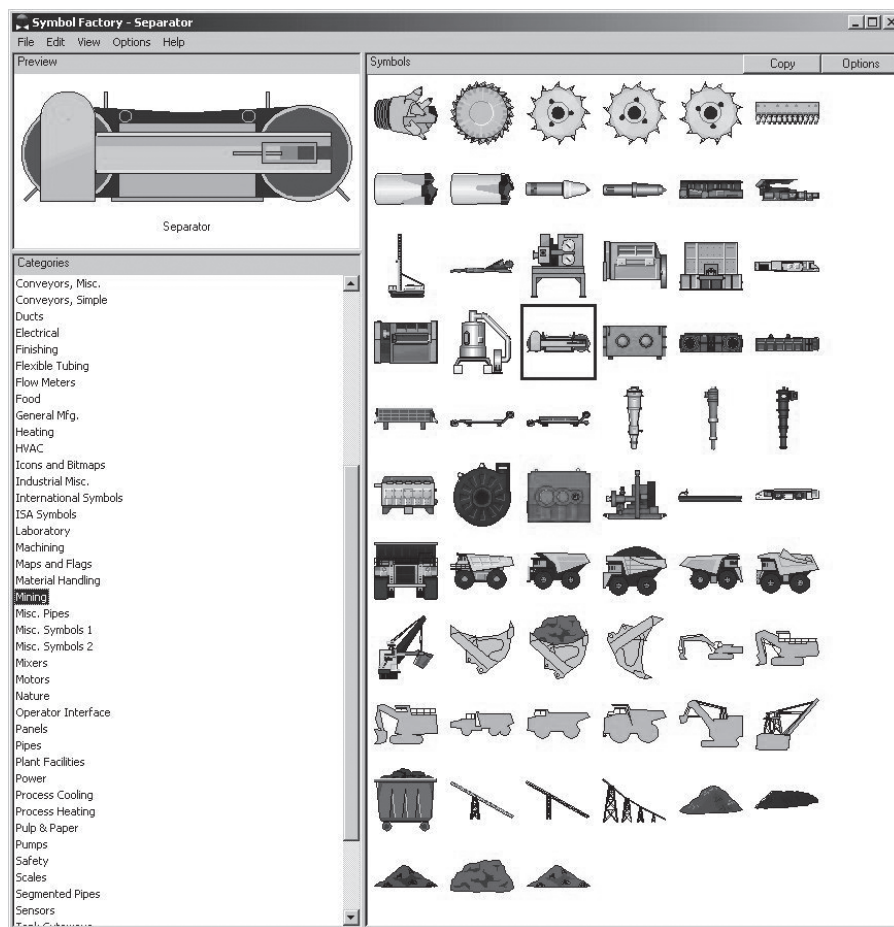 Symbol Factory - Separator
File Edit View Options Help
Preview
Separator
Categories
Conveyors, Misc.
Conveyors, Simple
Ducts
Electrical
Finishing
Flexible Tubing
Flow Meters
Food
General Mfg.
Heating
HVAC
Icons and Bitmaps
Industrial Misc.
International Symbols
ISA Symbols
Laboratory
Machining
Maps and Flags
Material Handling
Mining
Misc. Pipes
Misc. Symbols 1
Misc. Symbols 2
Mixers
Motors
Nature
Operator Interface
Panels
Pipes
Plant Facilities
Power
Process Cooling
Process Heating
Pulp & Paper
Pumps
Safety
Scales
Segmented Pipes
Sensors
Symbols
Copy
Options